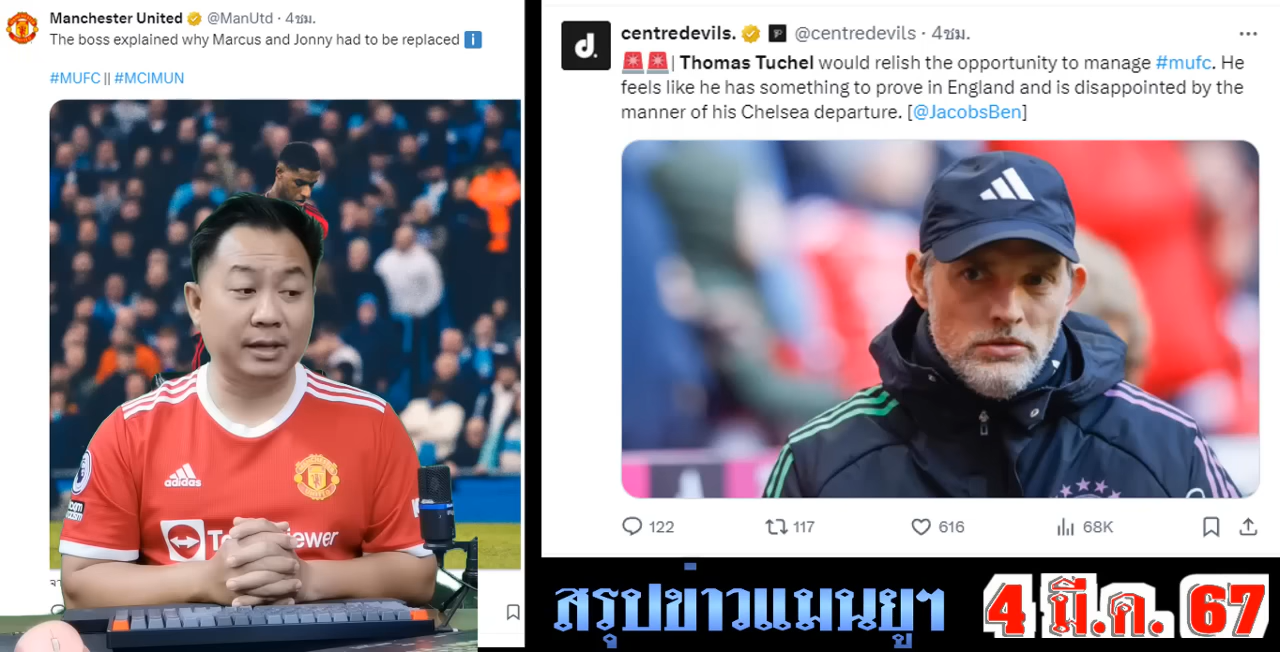 Manchester United @ManUtd · 4ชม.
The boss explained why Marcus and Jonny had to be replaced ℹ️
#MUFC || #MCIMUN
adidas
TeamViewer
centredevils. @centredevils · 4ชม.
🚨🚨| Thomas Tuchel would relish the opportunity to manage #mufc. He
feels like he has something to prove in England and is disappointed by the
manner of his Chelsea departure. [@JacobsBen]
122 117 616 68K
สรุปข่าวแมนยูฯ 4 มี.ค. 67